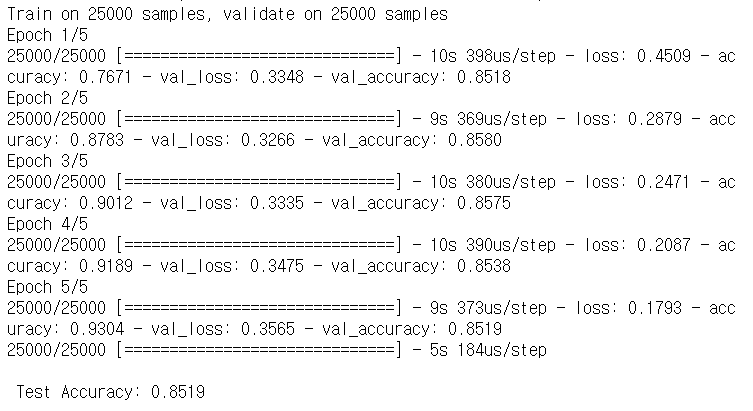 Train on 25000 samples, validate on 25000 samples
Epoch 1/5
25000/25000 [==============================] - 10s 398us/step - loss: 0.4509 - ac
curacy: 0.7671 - val_loss: 0.3348 - val_accuracy: 0.8518
Epoch 2/5
25000/25000 [==============================] - 9s 369us/step - loss: 0.2879 - acc
uracy: 0.8783 - val_loss: 0.3266 - val_accuracy: 0.8580
Epoch 3/5
25000/25000 [==============================] - 10s 380us/step - loss: 0.2471 - ac
curacy: 0.9012 - val_loss: 0.3335 - val_accuracy: 0.8575
Epoch 4/5
25000/25000 [==============================] - 10s 390us/step - loss: 0.2087 - ac
curacy: 0.9189 - val_loss: 0.3475 - val_accuracy: 0.8538
Epoch 5/5
25000/25000 [==============================] - 9s 373us/step - loss: 0.1793 - acc
uracy: 0.9304 - val_loss: 0.3565 - val_accuracy: 0.8519
25000/25000 [==============================] - 5s 184us/step
Test Accuracy: 0.8519